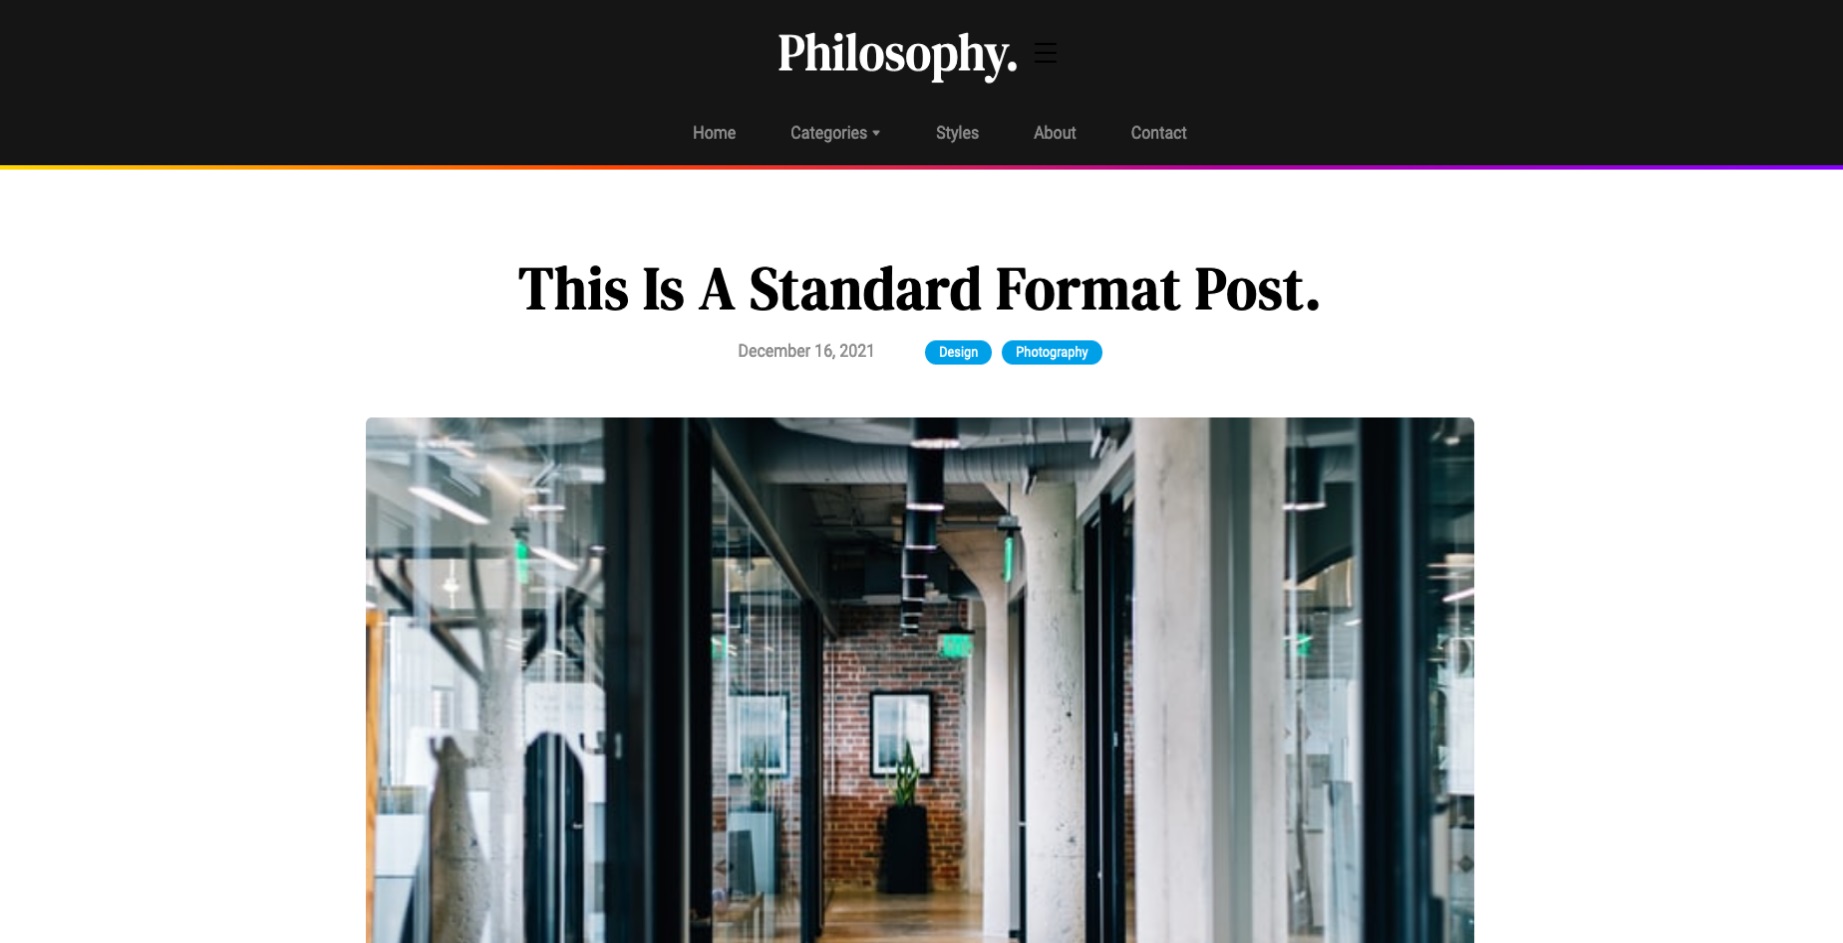 Philosophy.
Home Categories Styles About Contact
This Is A Standard Format Post.
December 16, 2021 Design Photography